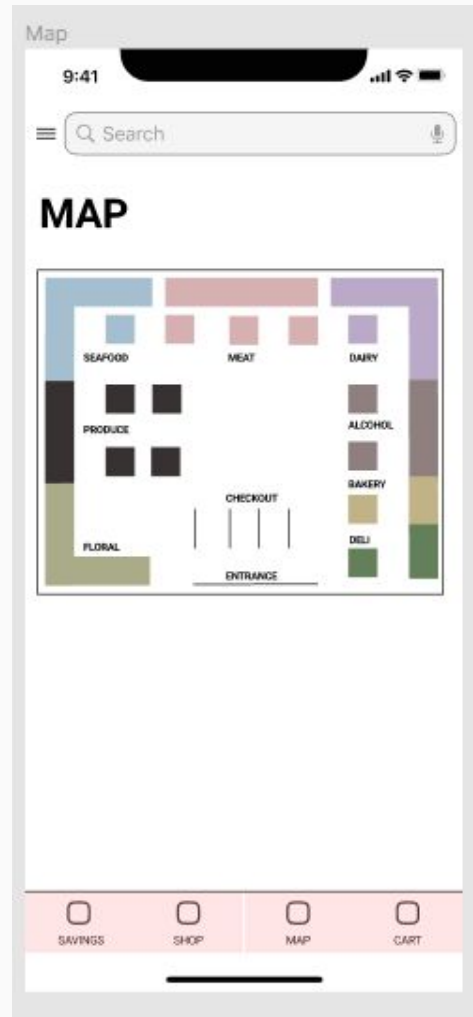 Map
9:41
Search
MAP
SEAFOOD MEAT DAIRY
PRODUCE ALCOHOL
BAKERY
CHECKOUT
FLORAL DELI
ENTRANCE
SAVINGS SHOP MAP CART